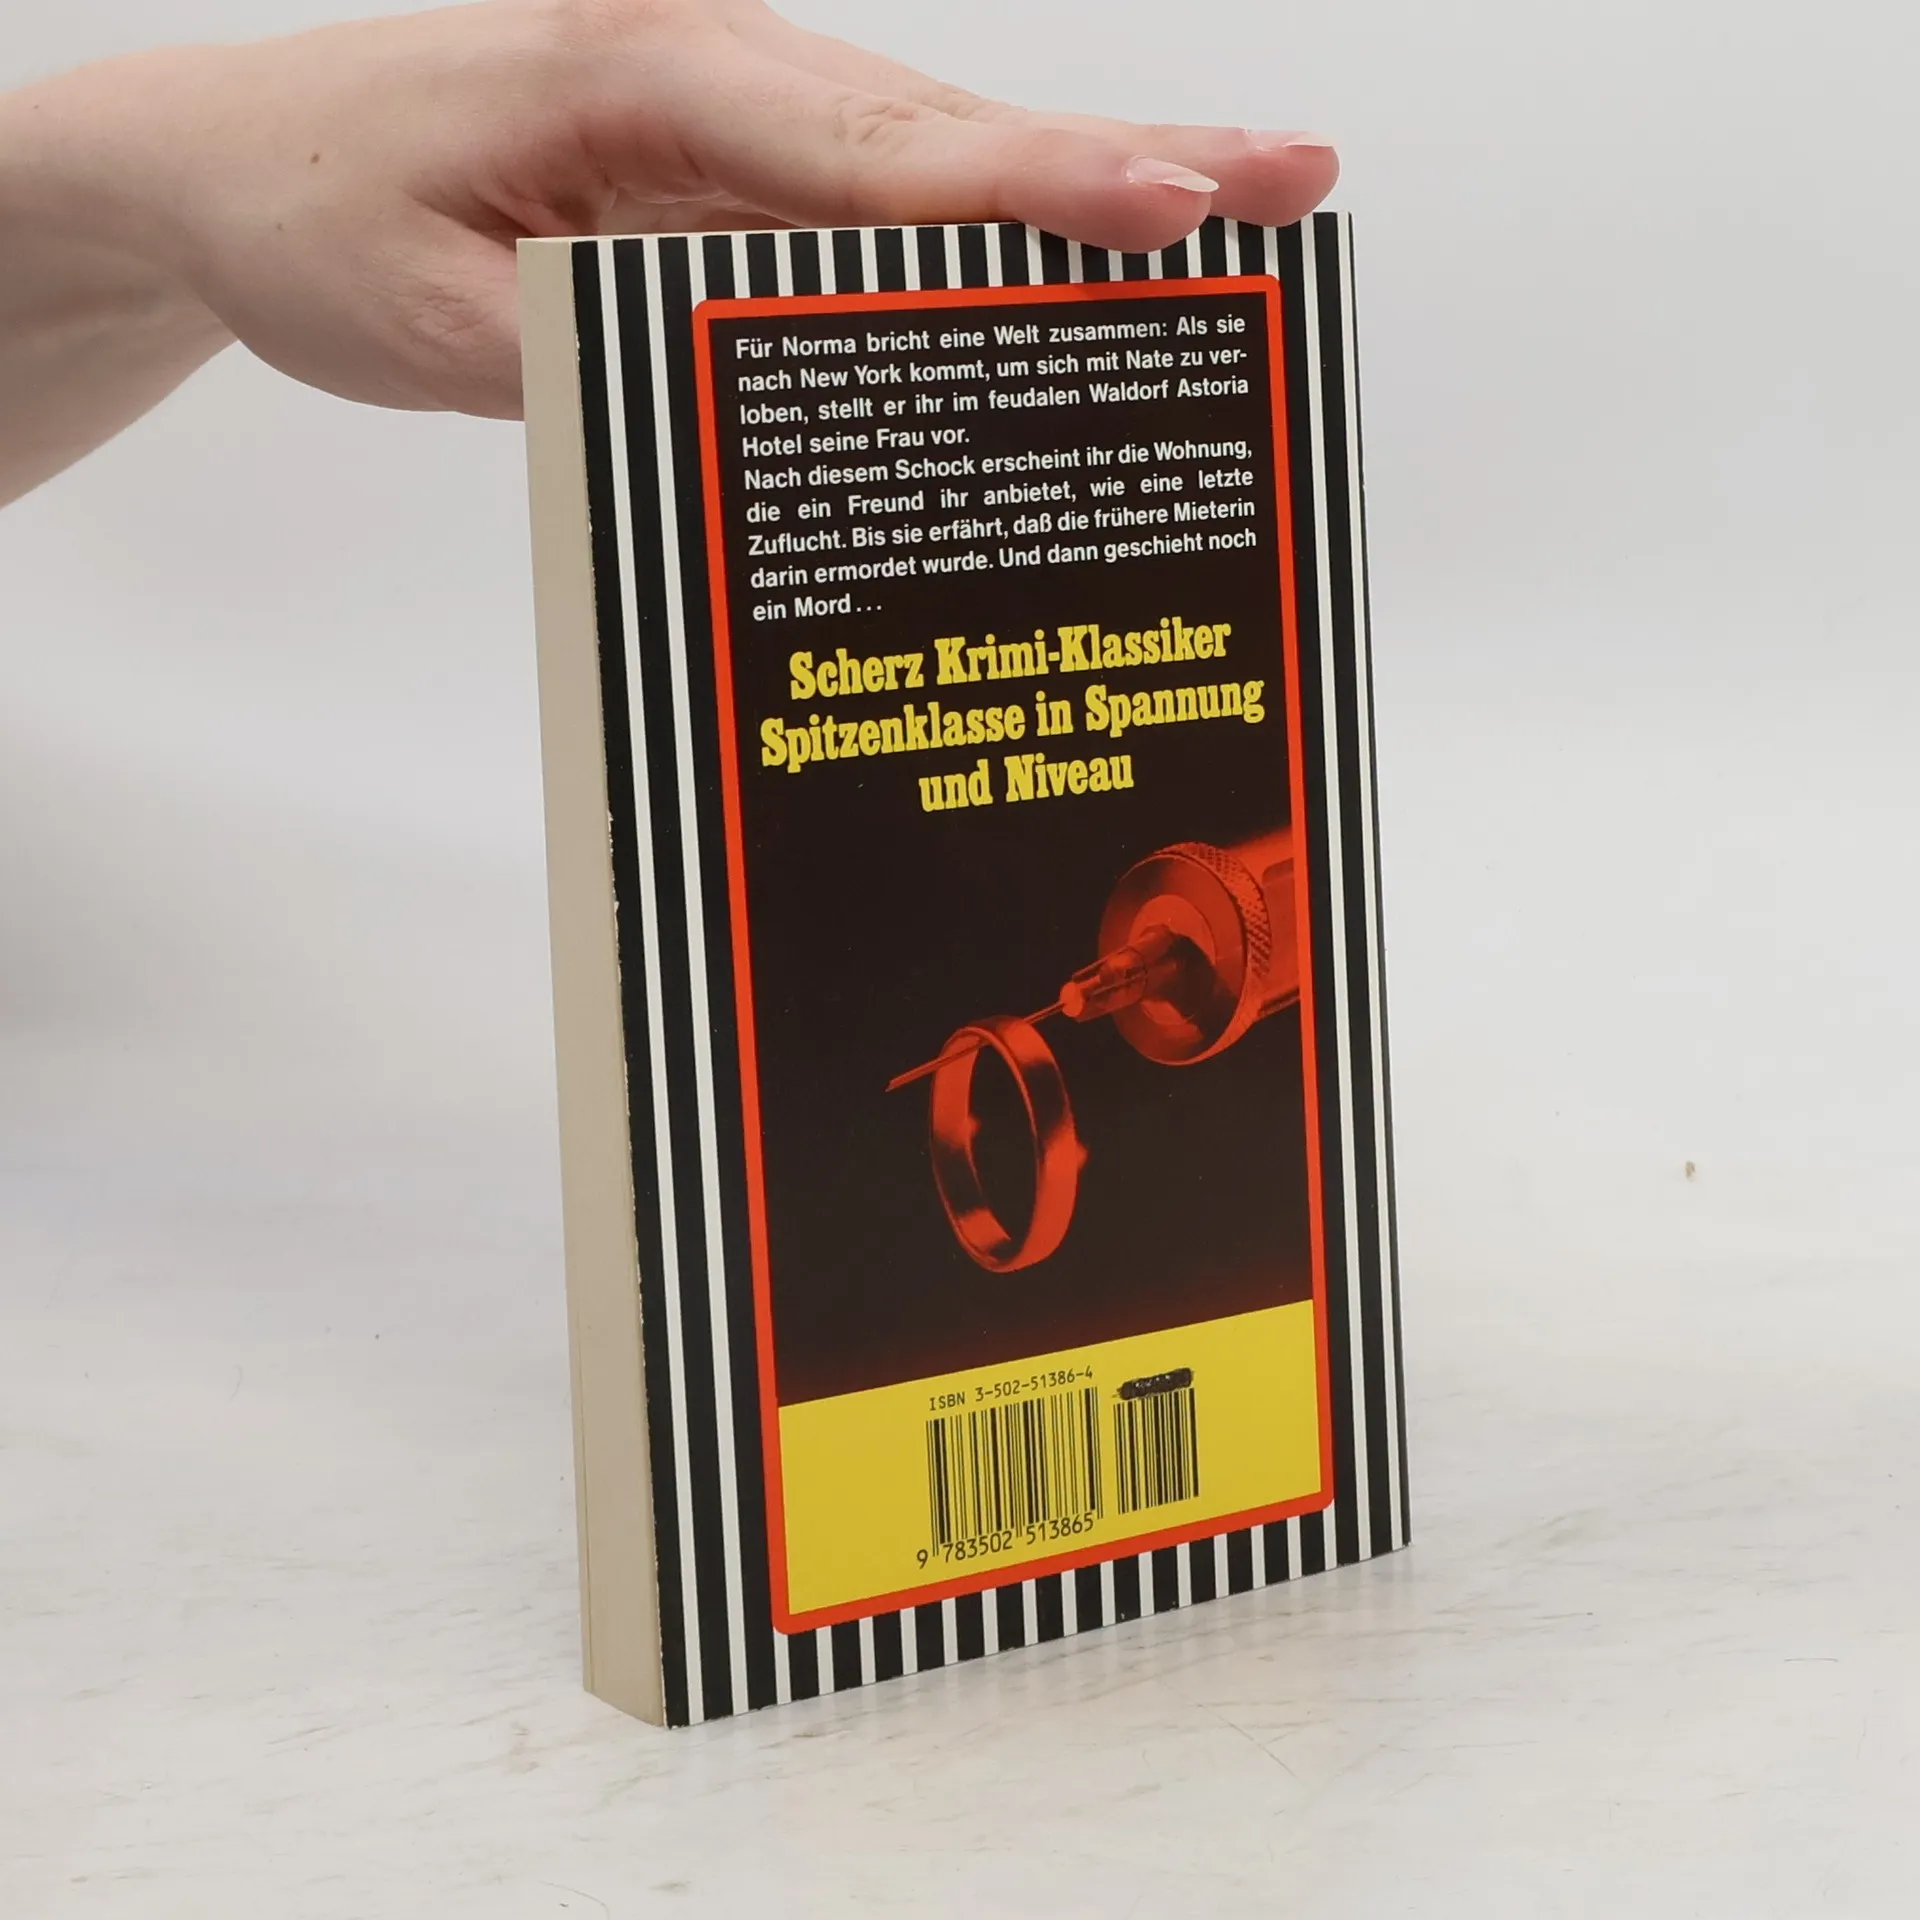 Für Norma bricht eine Welt zusammen: Als sie
nach New York kommt, um sich mit Nate zu ver-
loben, stellt er ihr im feudalen Waldorf Astoria
Hotel seine Frau vor.
Nach diesem Schock erscheint ihr die Wohnung,
die ein Freund ihr anbietet, wie eine letzte
Zuflucht. Bis sie erfährt, daß die frühere Mieterin
darin ermordet wurde. Und dann geschieht noch
ein Mord...
Scherz Krimi-Klassiker
Spitzenklasse in Spannung
und Niveau
ISBN 3-502-51386-4
9 783502 513865